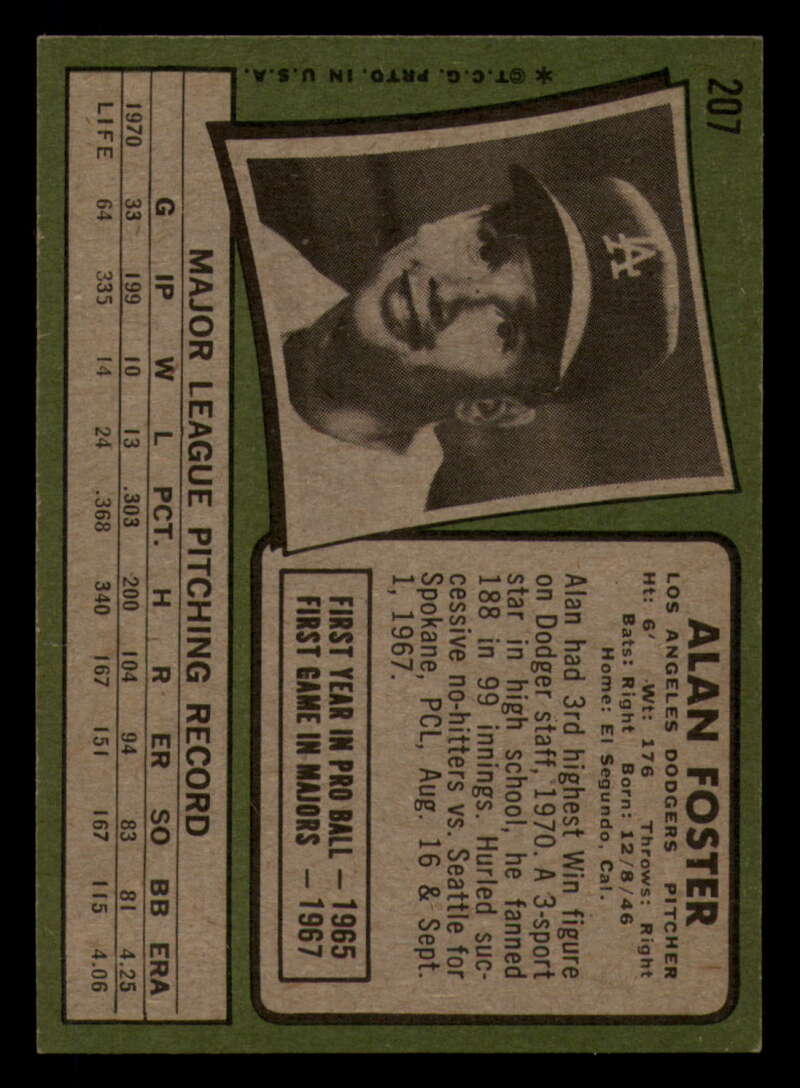 207
* ©T.C.G. PRTD. IN U.S.A.
LA
ALAN FOSTER
LOS ANGELES DODGERS PITCHER
Ht: 6' Wt: 176 Throws: Right
Bats: Right Born: 12/8/46
Home: El Segundo, Cal.
Alan had 3rd highest Win figure
on Dodger staff, 1970. A 3-sport
star in high school, he fanned
188 in 99 innings. Hurled suc-
cessive no-hitters vs. Seattle for
Spokane, PCL, Aug. 16 & Sept.
1, 1967.
FIRST YEAR IN PRO BALL — 1965
FIRST GAME IN MAJORS — 1967
MAJOR LEAGUE PITCHING RECORD
G IP W L PCT. H R ER SO BB ERA
1970 33 199 10 13 .303 200 104 94 83 81 4.25
LIFE 64 335 14 24 .368 340 167 151 167 115 4.06